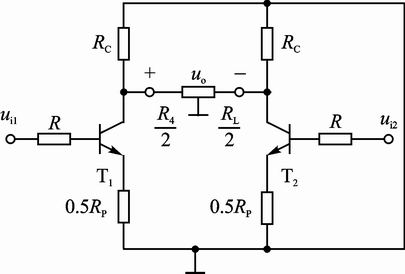 R_C
R_C
+ u_o −
u_i1
R
R_4/2
R_L/2
R
u_i2
T_1
T_2
0.5R_P
0.5R_P